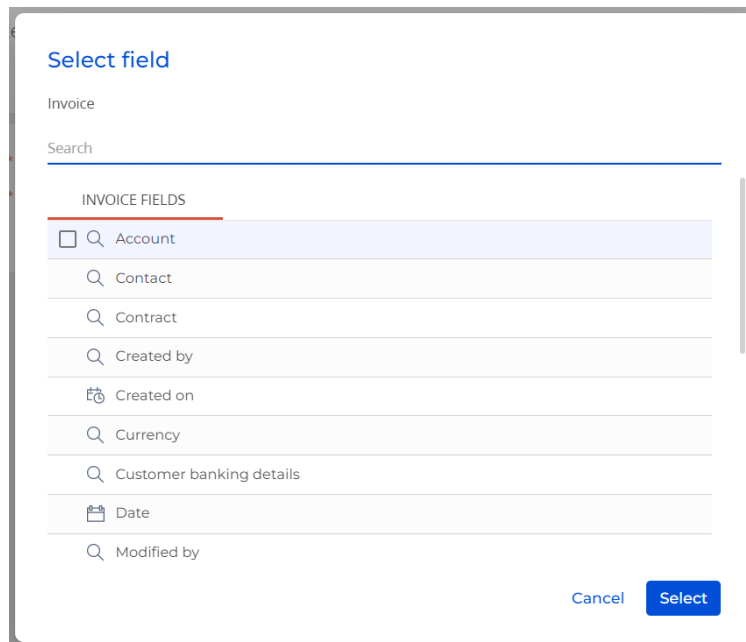 Select field
Invoice
Search
INVOICE FIELDS
Account
Contact
Contract
Created by
Created on
Currency
Customer banking details
Date
Modified by
Cancel
Select